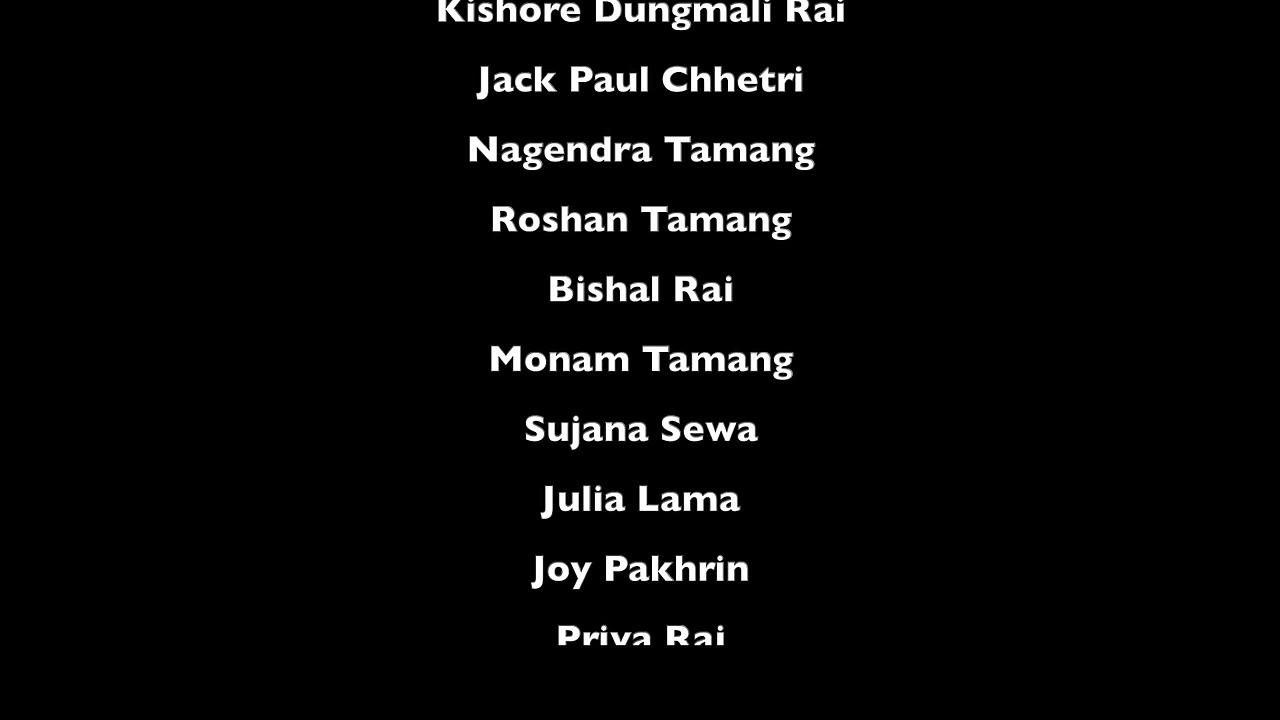 Kishore Dungmali Rai
Jack Paul Chhetri
Nagendra Tamang
Roshan Tamang
Bishal Rai
Monam Tamang
Sujana Sewa
Julia Lama
Joy Pakhrin
Priya Rai